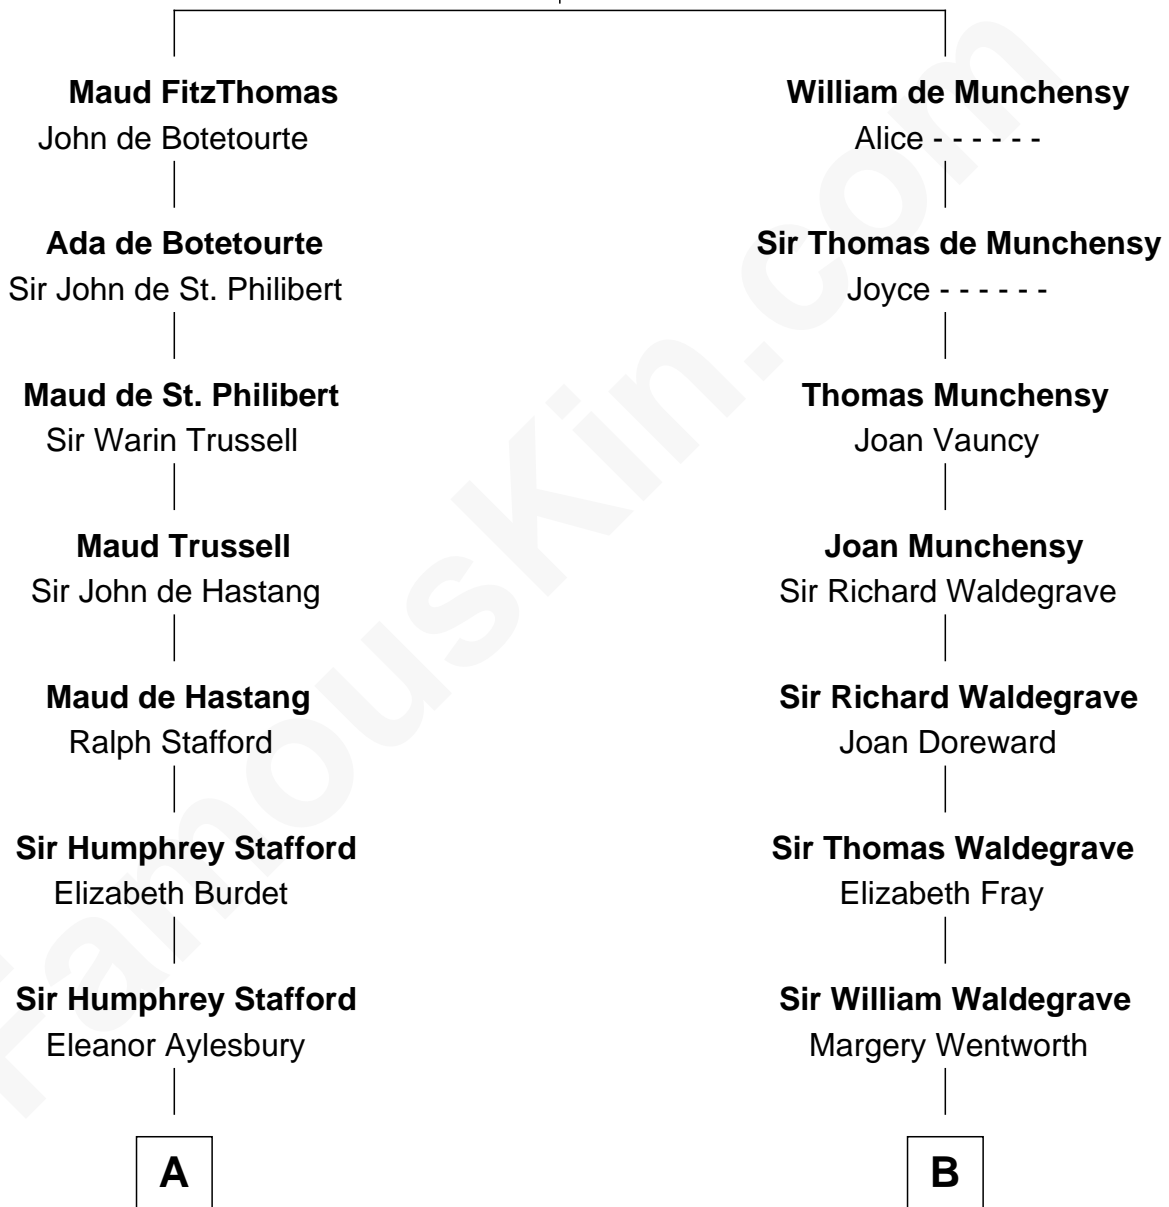 Maud FitzThomas
John de Botetourte
William de Munchensy
Alice - - - - - -
Ada de Botetourte
Sir John de St. Philibert
Sir Thomas de Munchensy
Joyce - - - - - -
Maud de St. Philibert
Sir Warin Trussell
Thomas Munchensy
Joan Vauncy
Maud Trussell
Sir John de Hastang
Joan Munchensy
Sir Richard Waldegrave
Maud de Hastang
Ralph Stafford
Sir Richard Waldegrave
Joan Doreward
Sir Humphrey Stafford
Elizabeth Burdet
Sir Thomas Waldegrave
Elizabeth Fray
Sir Humphrey Stafford
Eleanor Aylesbury
Sir William Waldegrave
Margery Wentworth
A
B
FamousKin.com